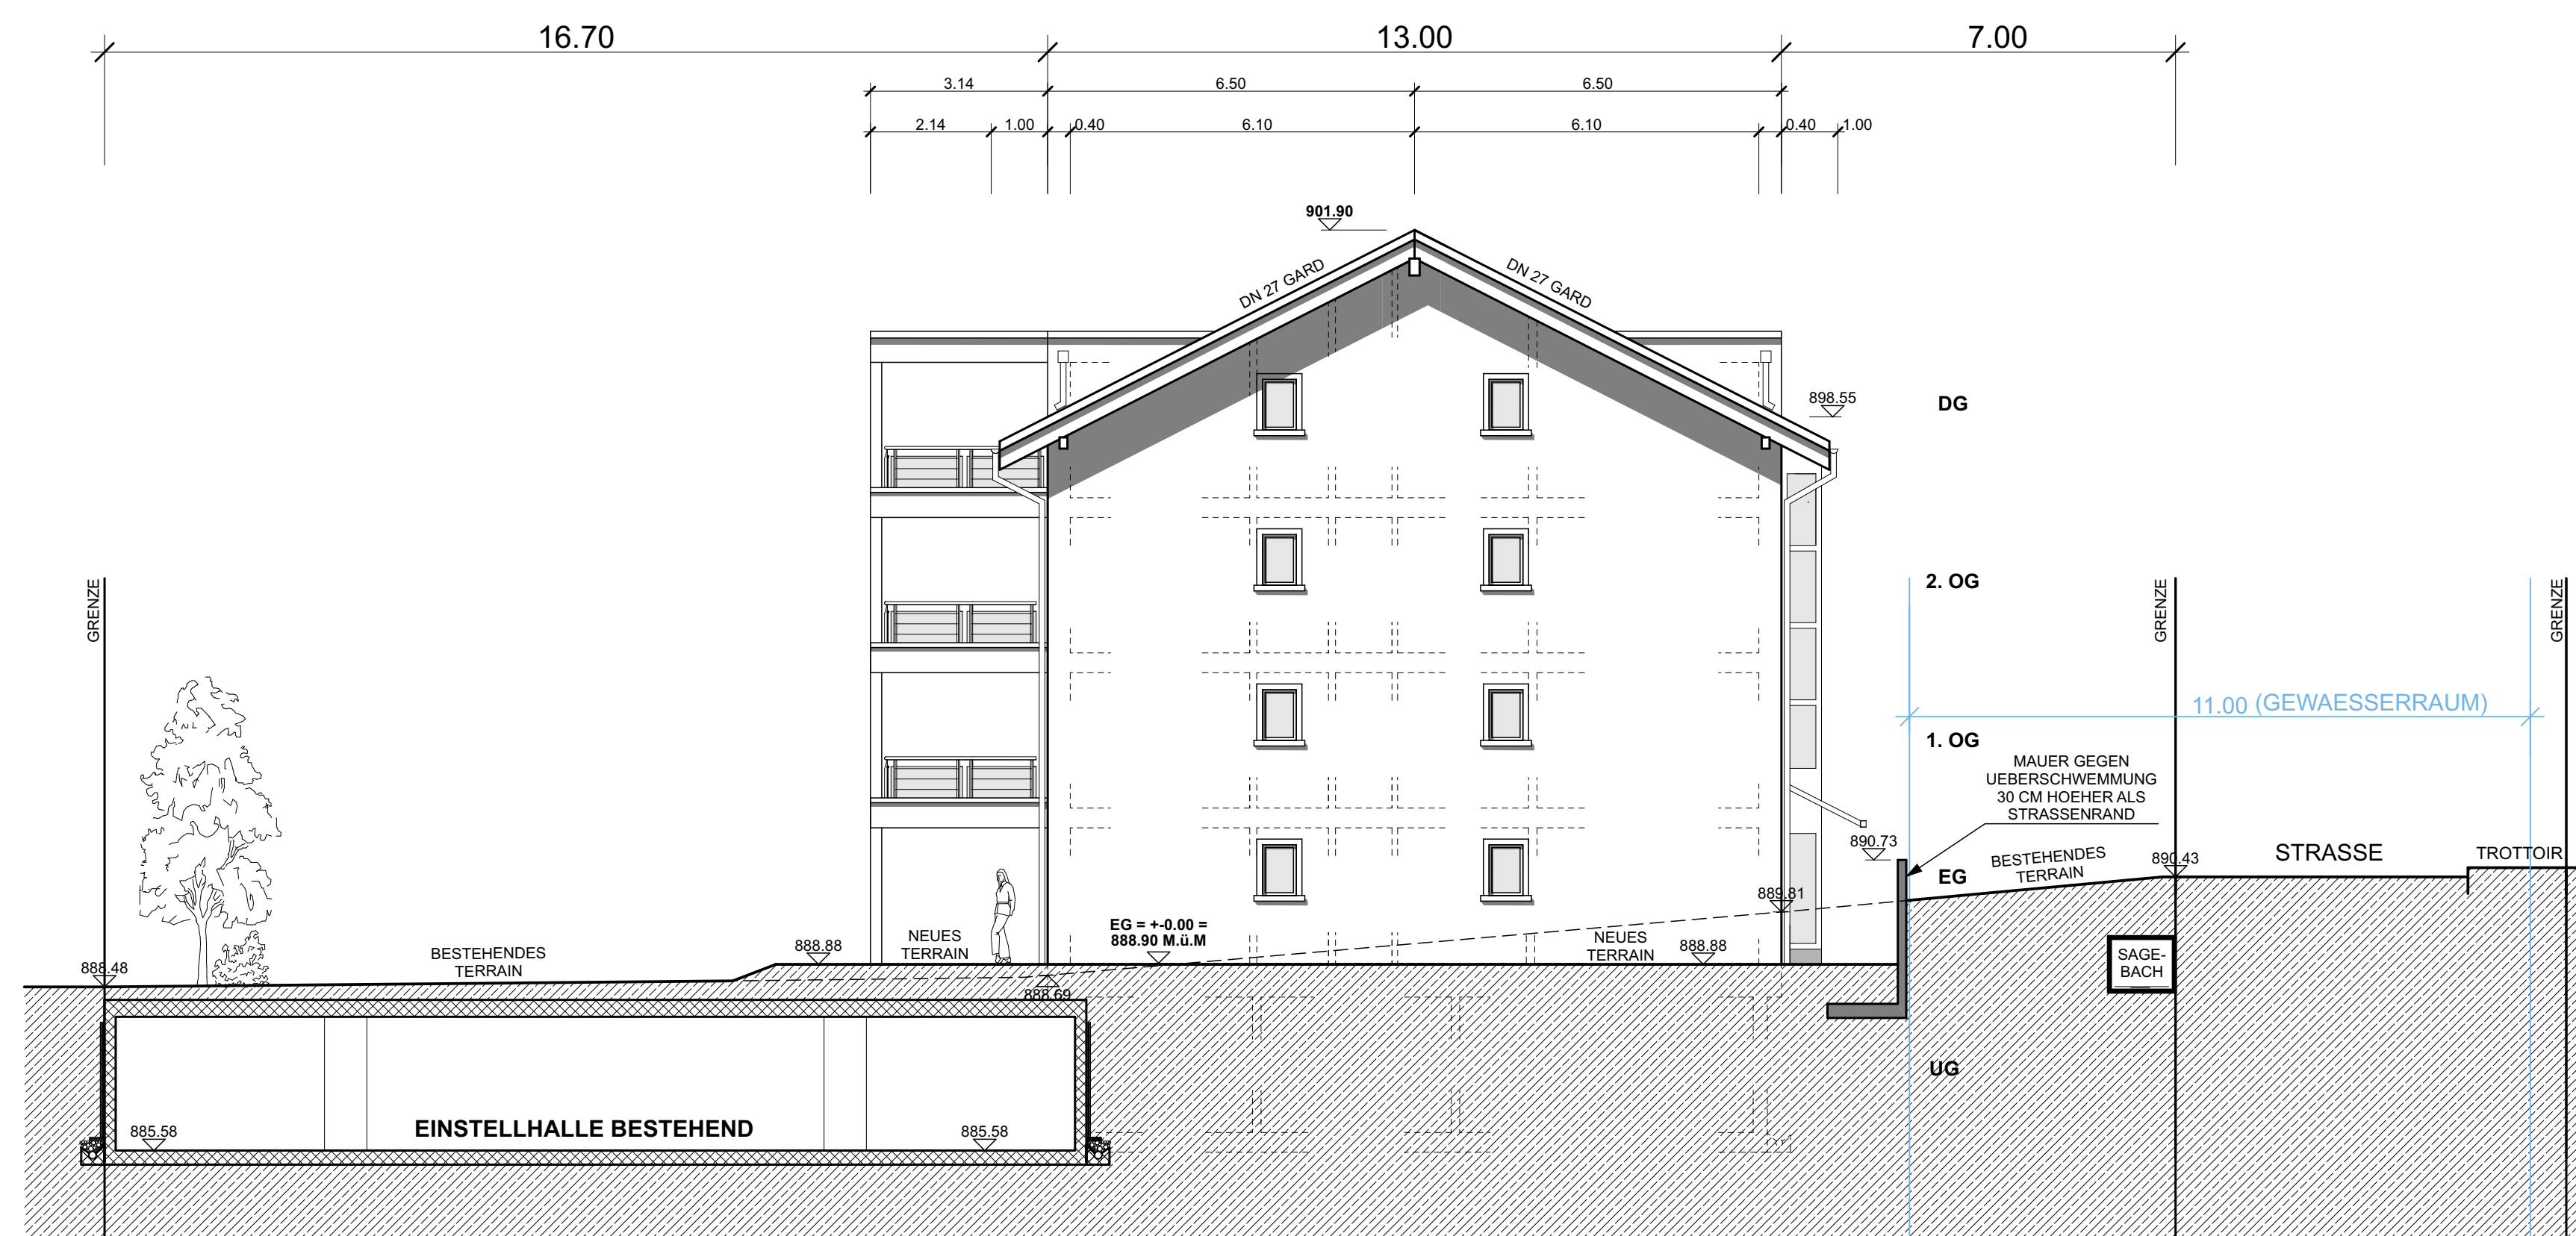 16.70
13.00
7.00
3.14
6.50
6.50
2.14
1.00
0.40
6.10
6.10
0.40
1.00
901.90
DN 27 GARD
DN 27 GARD
898.55
DG
GRENZE
2. OG
GRENZE
GRENZE
11.00 (GEWAESSERRAUM)
1. OG
MAUER GEGEN
UEBERSCHWEMMUNG
30 CM HOEHER ALS
STRASSENRAND
890.73
BESTEHENDES
TERRAIN
890.43
STRASSE
TROTTOIR
EG
889.81
EG = +-0.00 =
888.90 M.ü.M
NEUES
TERRAIN
NEUES
TERRAIN
888.88
888.88
BESTEHENDES
TERRAIN
888.48
888.69
SAGE-
BACH
UG
885.58
EINSTELLHALLE BESTEHEND
885.58